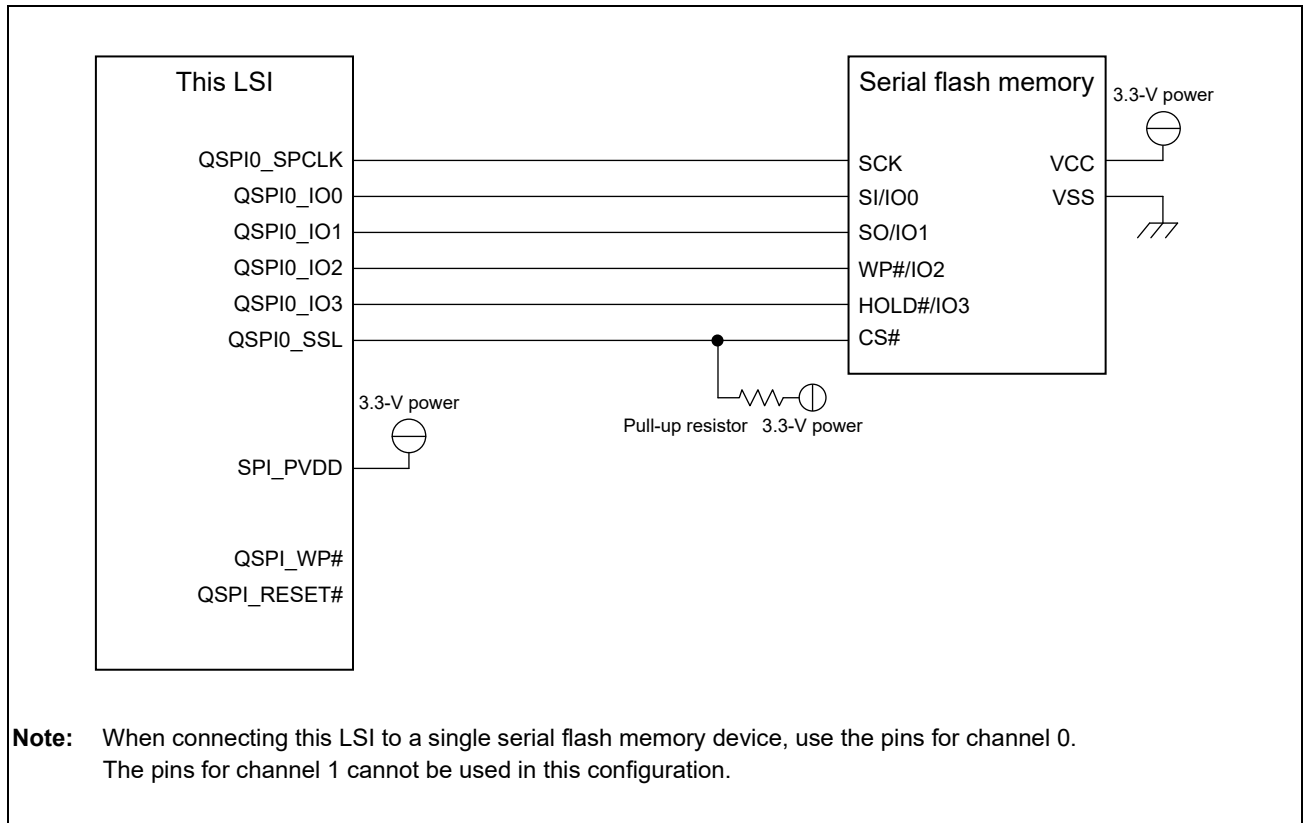 This LSI
QSPI0_SPCLK
QSPI0_IO0
QSPI0_IO1
QSPI0_IO2
QSPI0_IO3
QSPI0_SSL
3.3-V power
SPI_PVDD
QSPI_WP#
QSPI_RESET#
Serial flash memory
SCK
SI/IO0
SO/IO1
WP#/IO2
HOLD#/IO3
CS#
VCC
VSS
3.3-V power
Pull-up resistor 3.3-V power
Note: When connecting this LSI to a single serial flash memory device, use the pins for channel 0.
The pins for channel 1 cannot be used in this configuration.